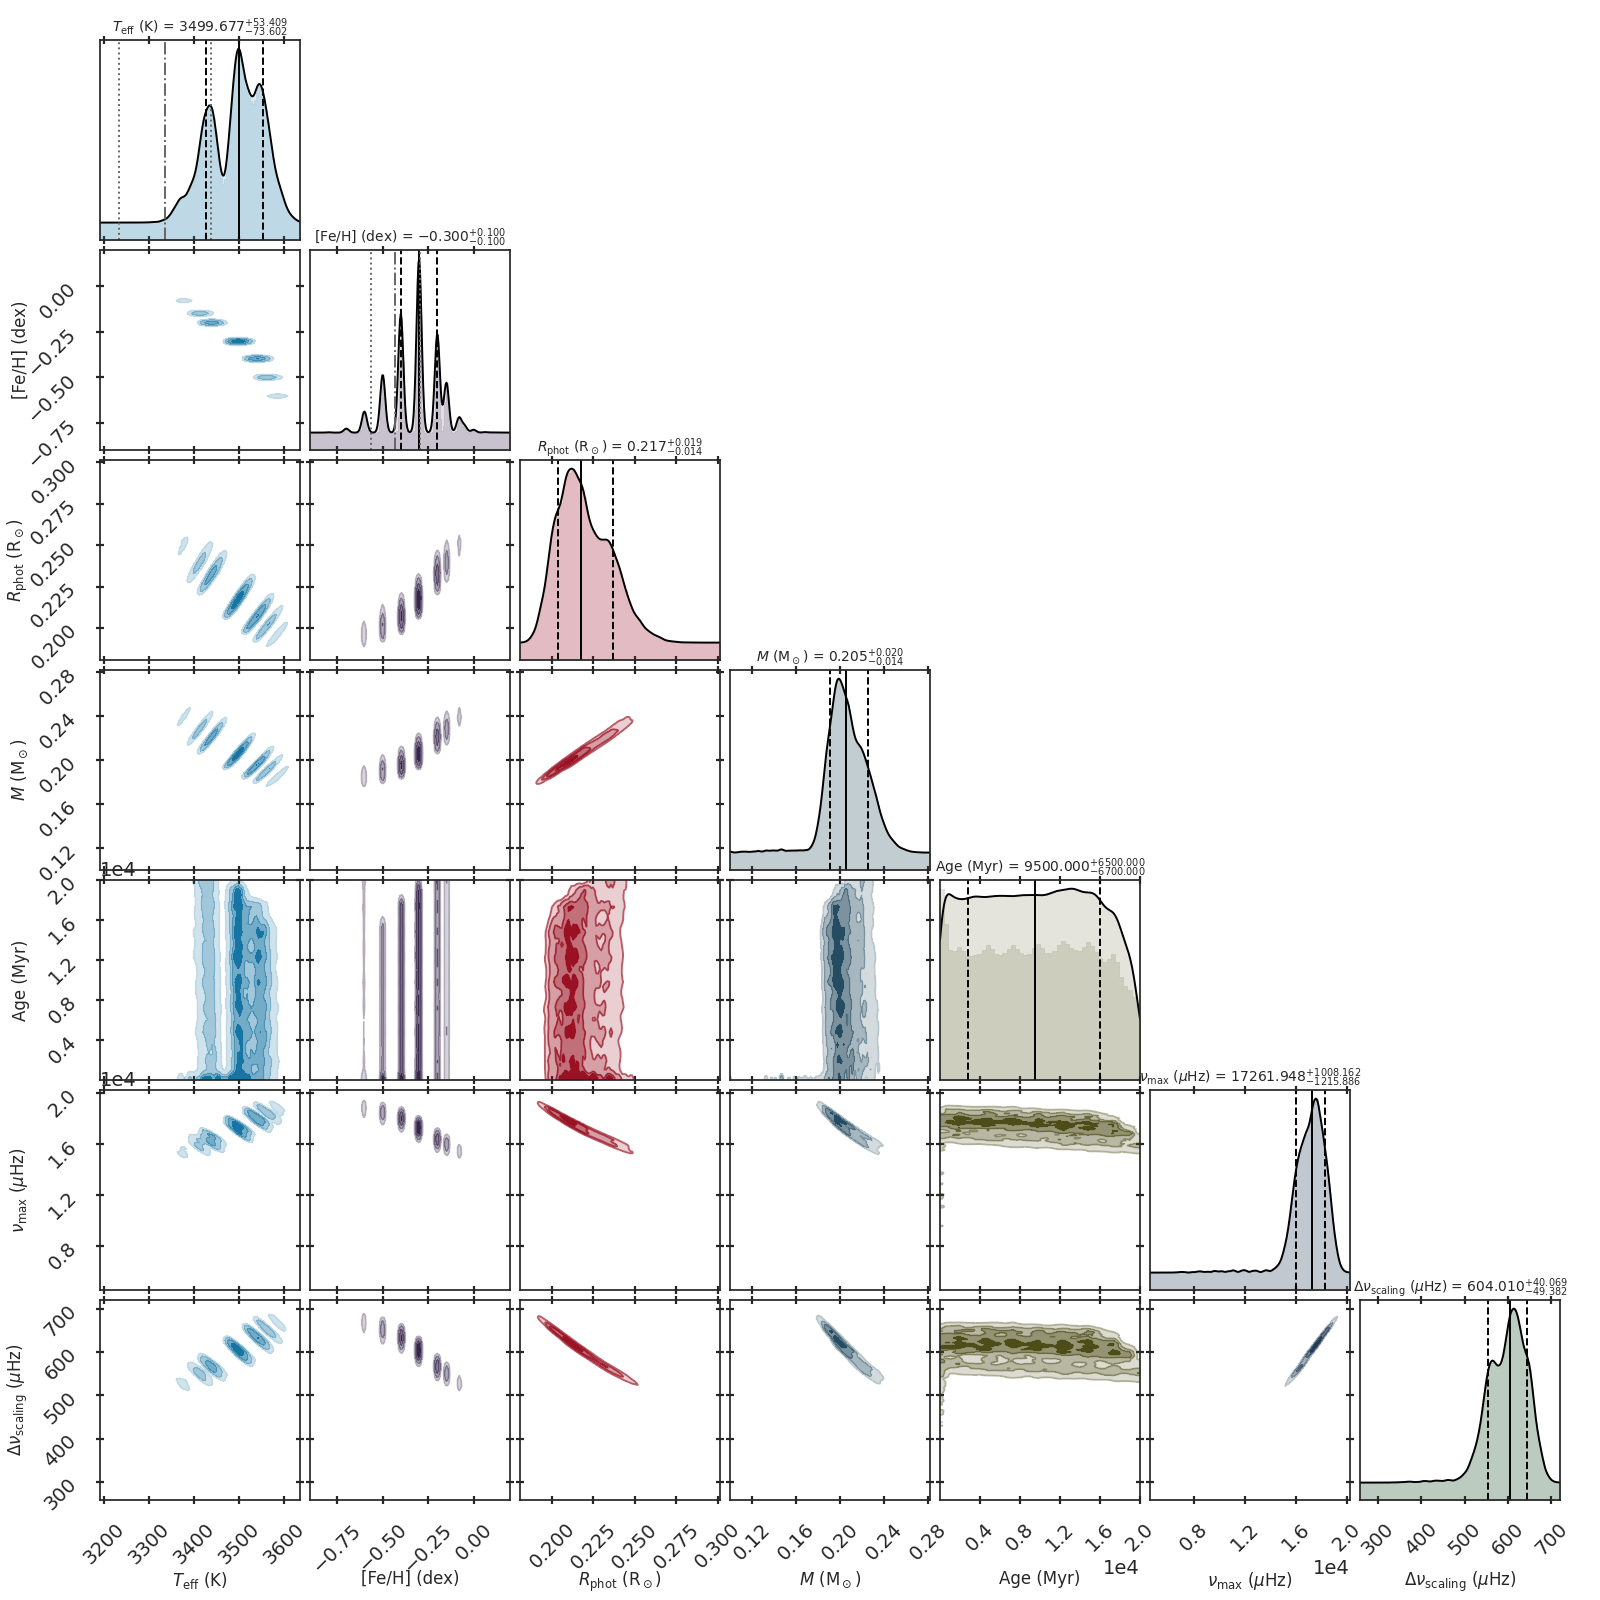 T_eff (K) = 3499.677 +53.409 −73.602
[Fe/H] (dex) = −0.300 +0.100 −0.100
[Fe/H] (dex)
0.00
−0.25
−0.50
−0.75
R_phot (R⊙) = 0.217 +0.019 −0.014
R_phot (R⊙)
0.300
0.275
0.250
0.225
0.200
M (M⊙) = 0.205 +0.020 −0.014
M (M⊙)
0.28
0.24
0.20
0.16
0.12
Age (Myr) = 9500.000 +6500.000 −6700.000
1e4
Age (Myr)
2.0
1.6
1.2
0.8
0.4
ν_max (μHz) = 17261.948 +1008.162 −1215.886
1e4
ν_max (μHz)
2.0
1.6
1.2
0.8
Δν_scaling (μHz) = 604.010 +40.069 −49.382
Δν_scaling (μHz)
700
600
500
400
300
3200 3300 3400 3500 3600
−0.75 −0.50 −0.25 0.00
0.200 0.225 0.250 0.275 0.300
0.12 0.16 0.20 0.24 0.28
0.4 0.8 1.2 1.6 2.0
0.8 1.2 1.6 2.0
300 400 500 600 700
1e4
1e4
T_eff (K)
[Fe/H] (dex)
R_phot (R⊙)
M (M⊙)
Age (Myr)
ν_max (μHz)
Δν_scaling (μHz)